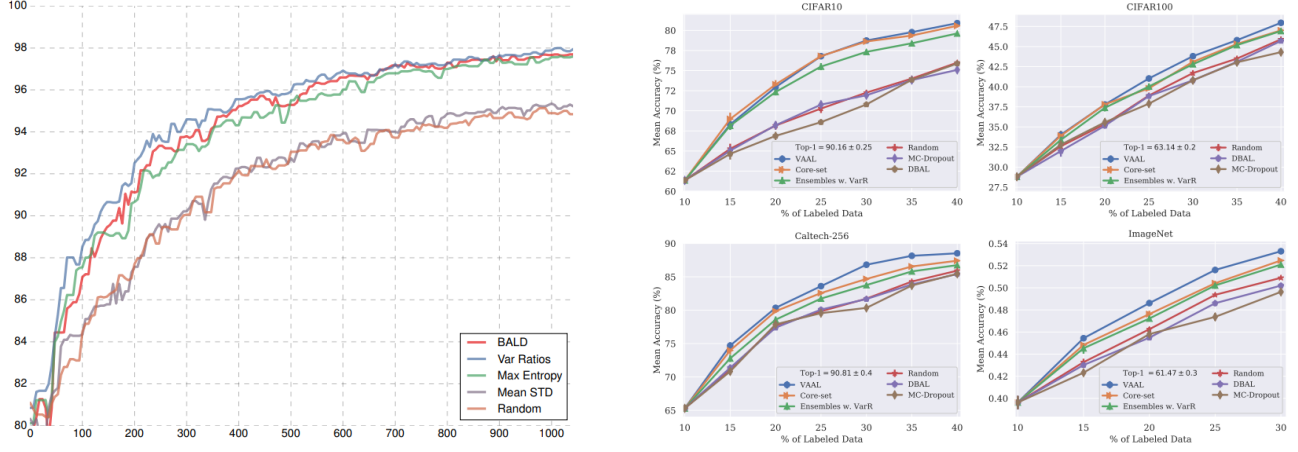 100
98
96
94
92
90
88
86
84
82
80
0 100 200 300 400 500 600 700 800 900 1000
BALD
Var Ratios
Max Entropy
Mean STD
Random
CIFAR10
Mean Accuracy (%)
80
78
75
72
70
68
65
62
60
Top-1 = 90.16 ± 0.25
VAAL
Core-set
Ensembles w. VarR
Random
MC-Dropout
DBAL
10 15 20 25 30 35 40
% of Labeled Data
CIFAR100
Mean Accuracy (%)
47.5
45.0
42.5
40.0
37.5
35.0
32.5
30.0
27.5
Top-1 = 63.14 ± 0.2
VAAL
Core-set
Ensembles w. VarR
Random
DBAL.
MC-Dropout
10 15 20 25 30 35 40
% of Labeled Data
Caltech-256
Mean Accuracy (%)
90
85
80
75
70
65
Top-1 = 90.81 ± 0.4
VAAL
Core-set
Ensembles w. VarR
Random
DBAL
MC-Dropout
10 15 20 25 30 35 40
% of Labeled Data
ImageNet
Mean Accuracy (%)
0.54
0.52
0.50
0.48
0.46
0.44
0.42
0.40
Top-1 = 61.47 ± 0.3
VAAL
Core-set
Ensembles w. VarR
Random
DBAL
MC-Dropout
10 15 20 25 30
% of Labeled Data